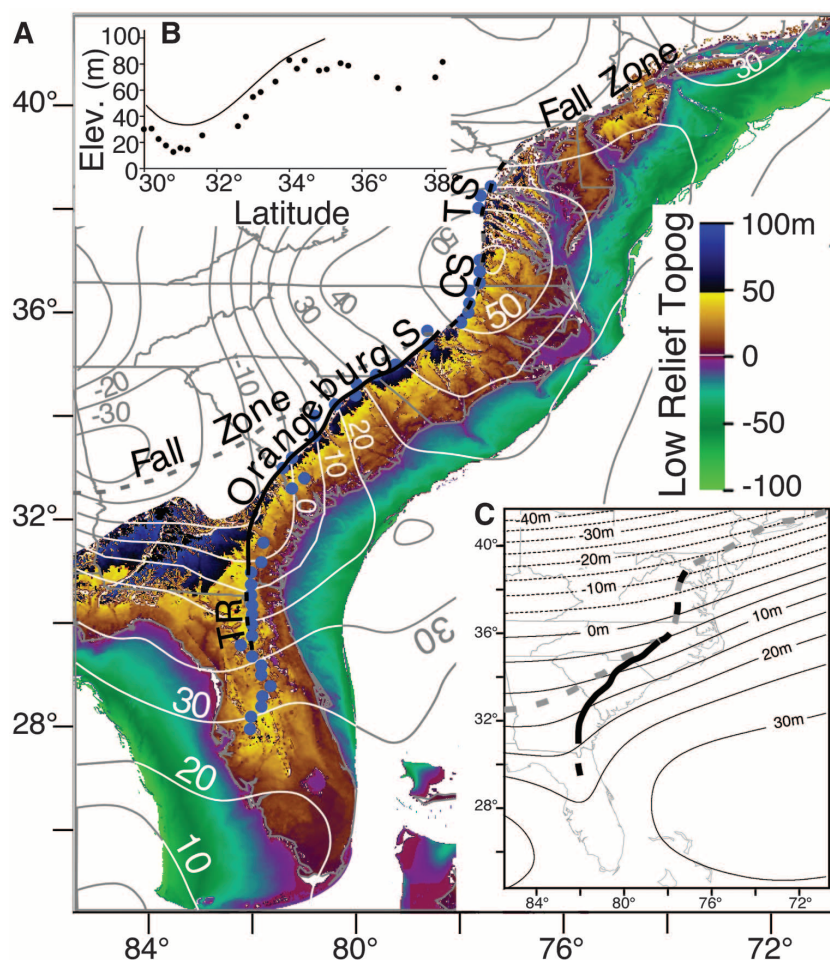 A
B
Elev. (m)
100
80
60
40
20
0
30
32
34
36°
38
Latitude
40°
36°
32°
28°
84°
80°
76°
72°
Fall Zone
30
TS
CS
50
50
40
30
-10
-20
-30
Orangeburg S
Fall Zone
20
10
0
TR
30
30
20
10
100m
50
0
-50
-100
Low Relief Topog
C
-40m
-30m
-20m
10m
0m
10m
20m
30m
40°
36°
32°
28°
84°
80°
76°
72°